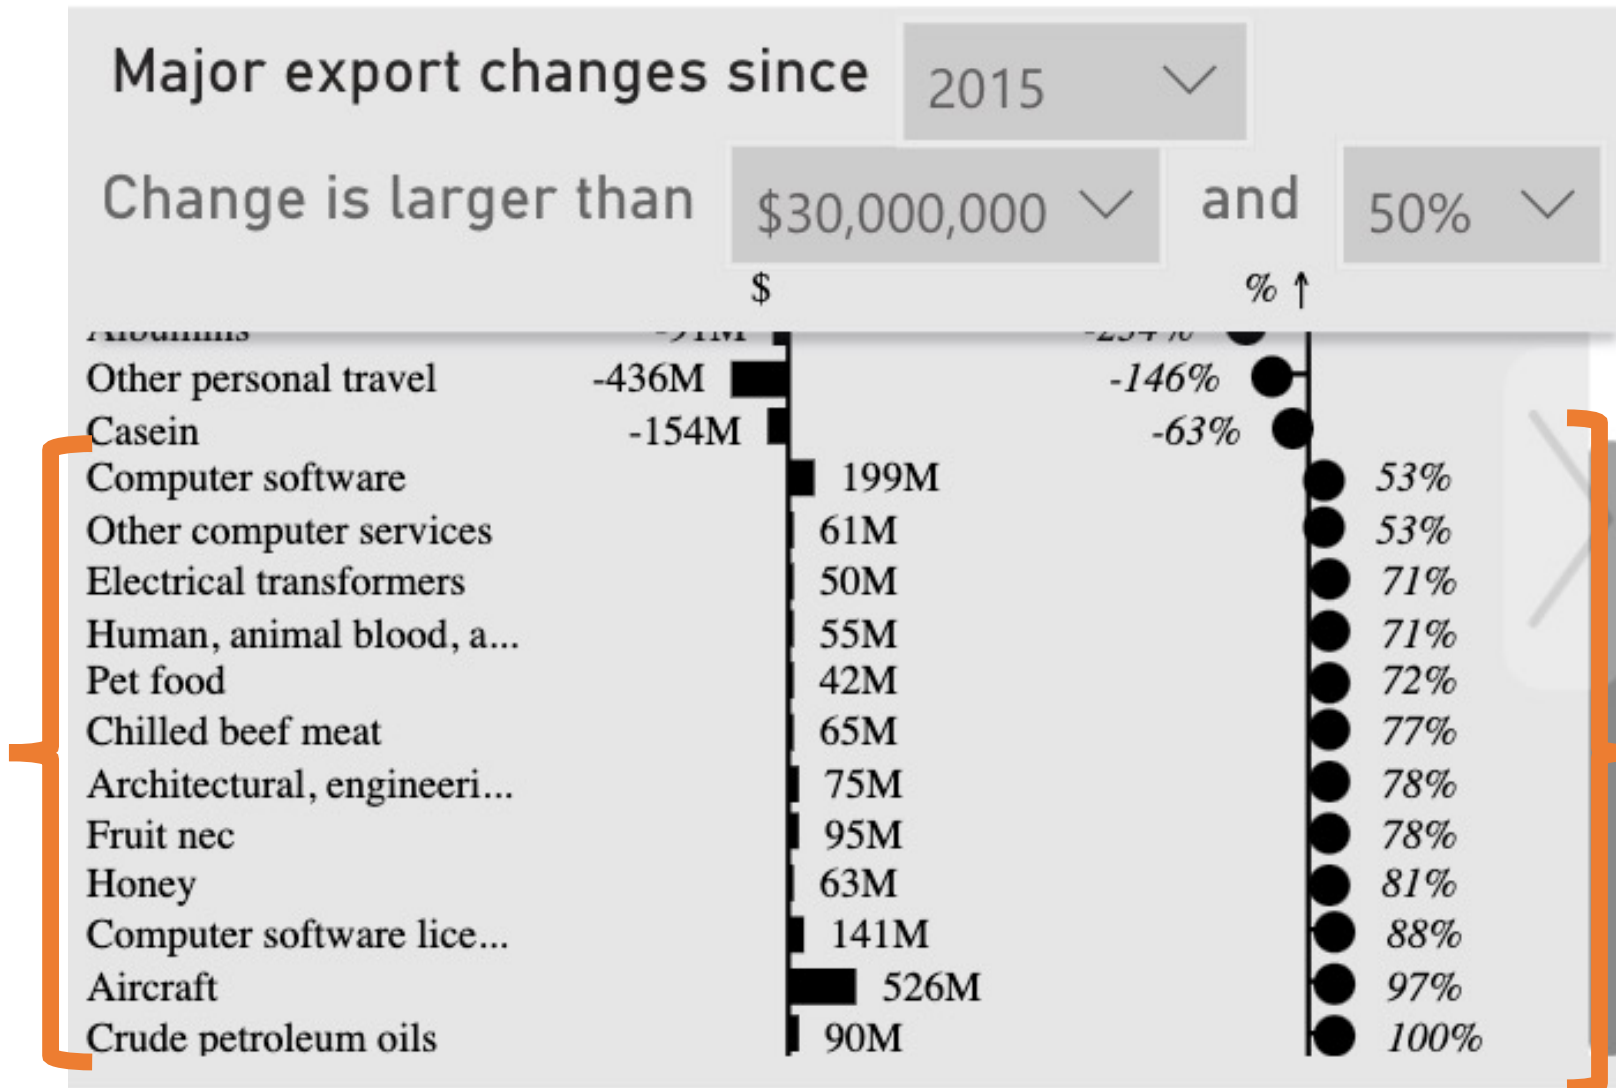 Major export changes since 2015
Change is larger than $30,000,000 and 50%
$ % ↑
Albumins -91M -234%
Other personal travel -436M -146%
Casein -154M -63%
Computer software 199M 53%
Other computer services 61M 53%
Electrical transformers 50M 71%
Human, animal blood, a... 55M 71%
Pet food 42M 72%
Chilled beef meat 65M 77%
Architectural, engineeri... 75M 78%
Fruit nec 95M 78%
Honey 63M 81%
Computer software lice... 141M 88%
Aircraft 526M 97%
Crude petroleum oils 90M 100%